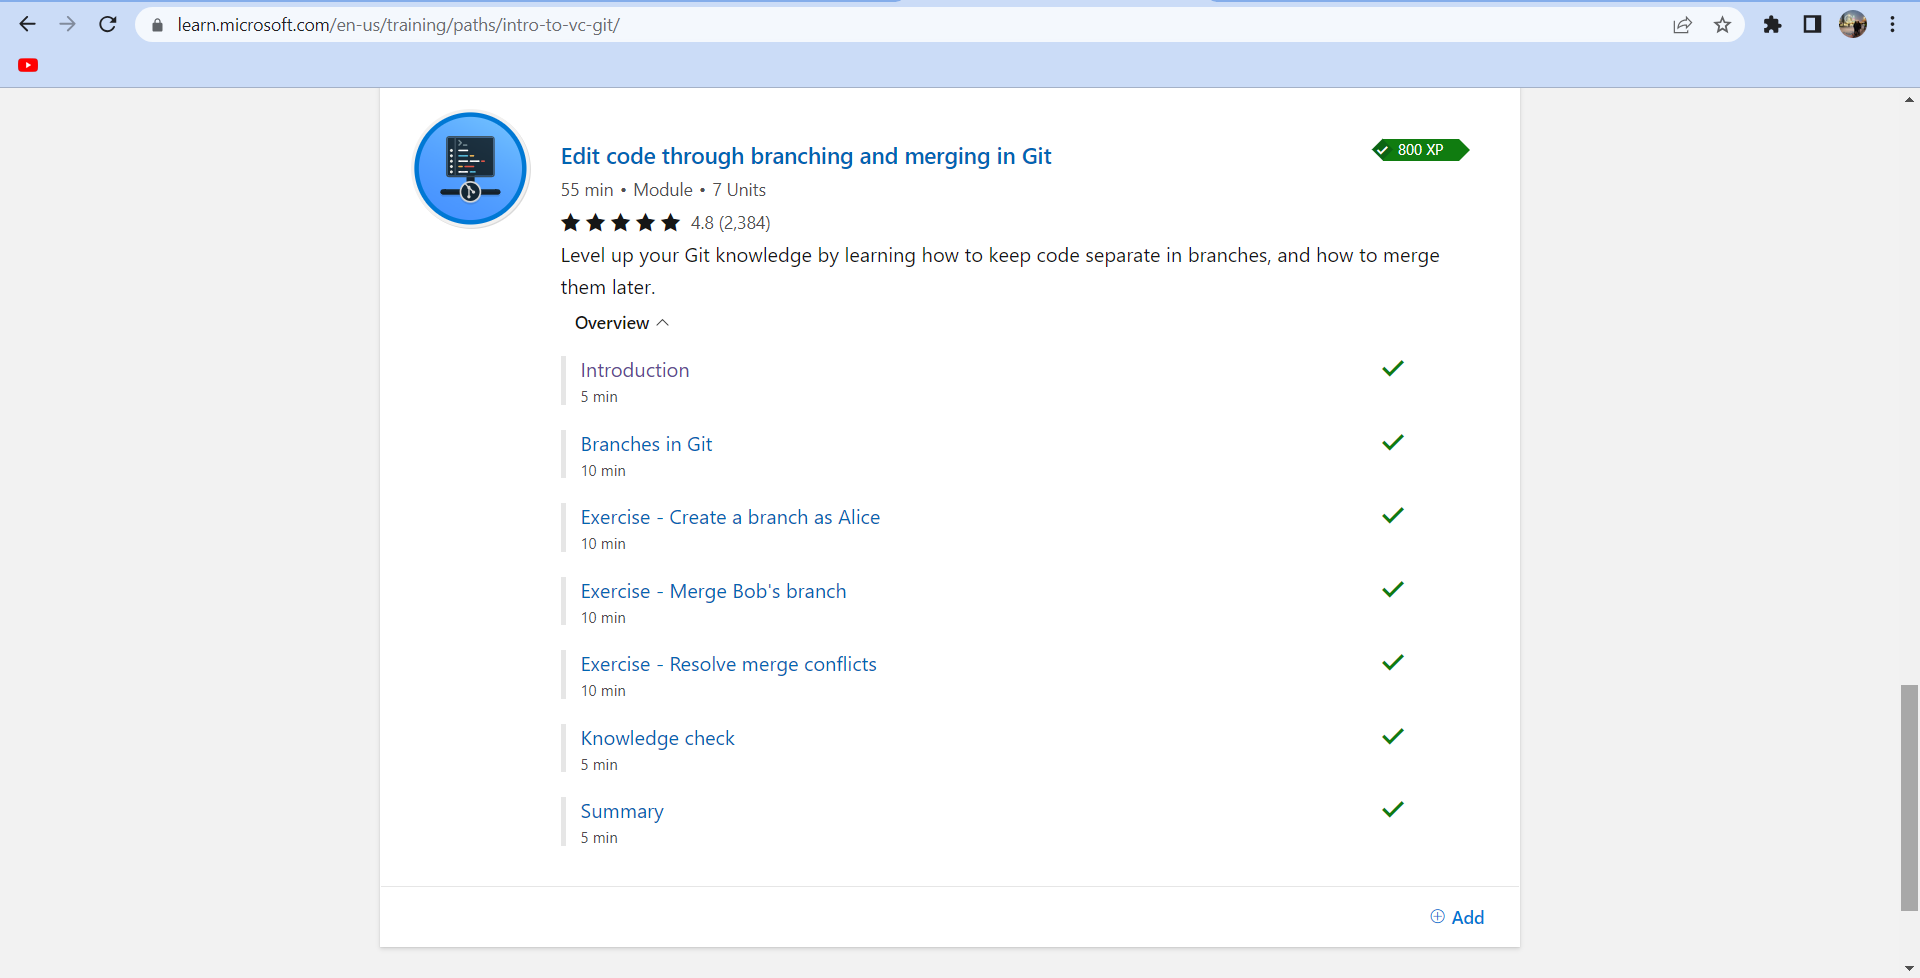 learn.microsoft.com/en-us/training/paths/intro-to-vc-git/
Edit code through branching and merging in Git
800 XP
55 min • Module • 7 Units
4.8 (2,384)
Level up your Git knowledge by learning how to keep code separate in branches, and how to merge
them later.
Overview
Introduction
5 min
Branches in Git
10 min
Exercise - Create a branch as Alice
10 min
Exercise - Merge Bob's branch
10 min
Exercise - Resolve merge conflicts
10 min
Knowledge check
5 min
Summary
5 min
Add